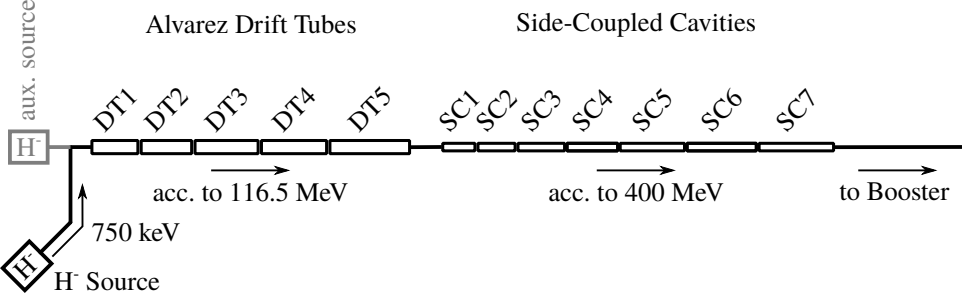 aux. source
Alvarez Drift Tubes
Side-Coupled Cavities
DT1 DT2 DT3 DT4 DT5
SC1 SC2 SC3 SC4 SC5 SC6 SC7
H⁻
acc. to 116.5 MeV
acc. to 400 MeV
to Booster
750 keV
H⁻
H⁻ Source